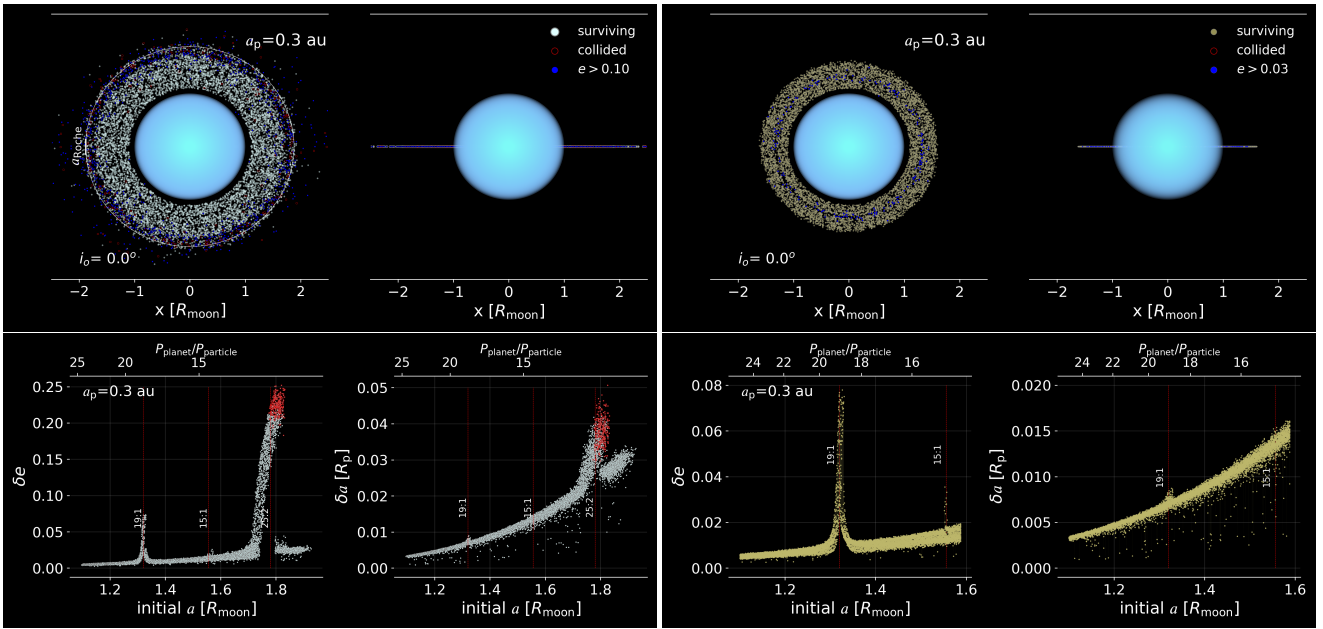 aₚ=0.3 au
a_Roche
i_o= 0.0^o
−2 −1 0 1 2
x [R_moon]
surviving
collided
e > 0.10
−2 −1 0 1 2
x [R_moon]
aₚ=0.3 au
i_o= 0.0^o
−2 −1 0 1 2
x [R_moon]
surviving
collided
e > 0.03
−2 −1 0 1 2
x [R_moon]
P_planet/P_particle
25 20 15
aₚ=0.3 au
0.25
0.20
0.15
0.10
0.05
0.00
δe
19:1 15:1 25:2
1.2 1.4 1.6 1.8
initial a [R_moon]
P_planet/P_particle
25 20 15
0.05
0.04
0.03
0.02
0.01
0.00
δa [Rₚ]
19:1 15:1 25:2
1.2 1.4 1.6 1.8
initial a [R_moon]
P_planet/P_particle
24 22 20 18 16
aₚ=0.3 au
0.08
0.06
0.04
0.02
0.00
δe
19:1 15:1
1.2 1.4 1.6
initial a [R_moon]
P_planet/P_particle
24 22 20 18 16
0.020
0.015
0.010
0.005
0.000
δa [Rₚ]
19:1 15:1
1.2 1.4 1.6
initial a [R_moon]